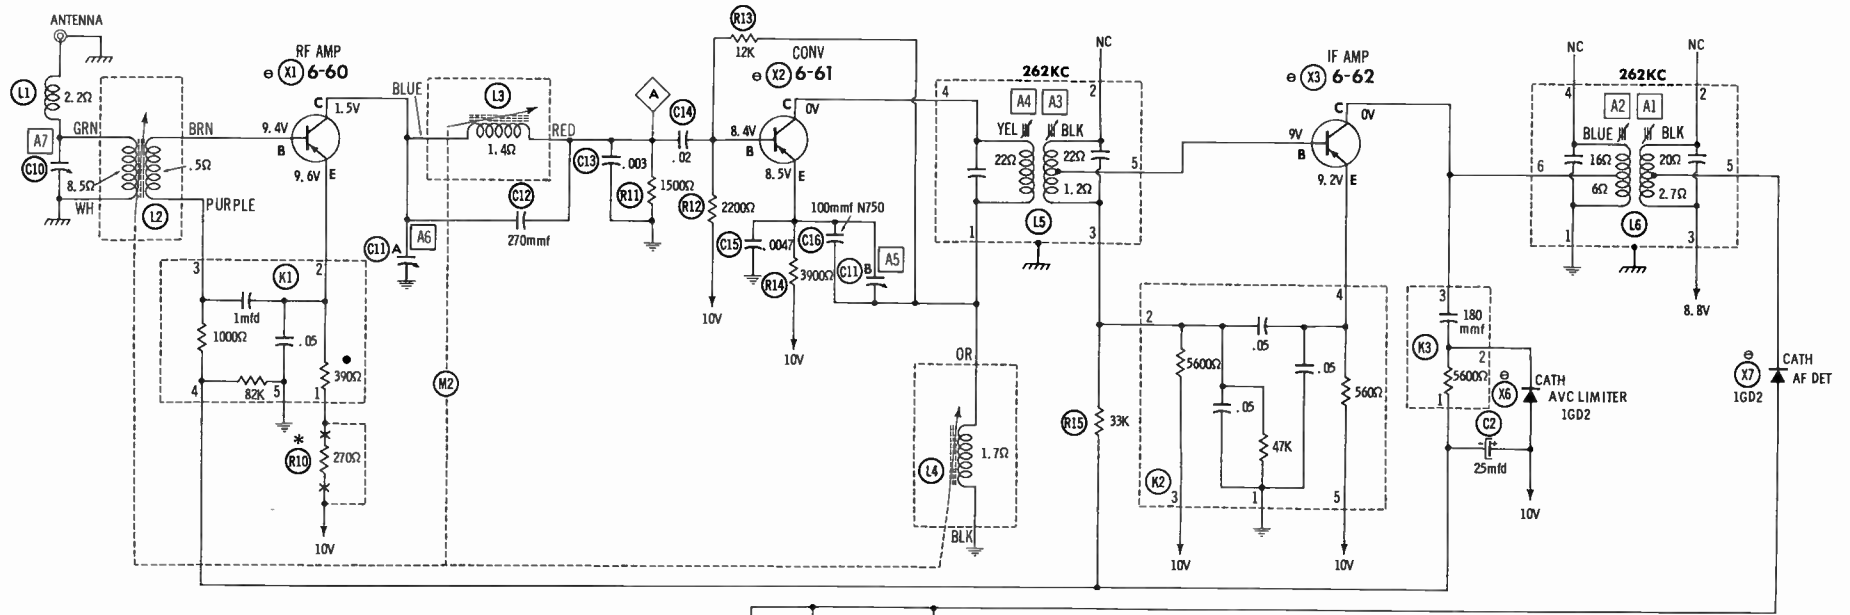 ANTENNA
L1
2.2Ω
A7
GRN
C10
8.5Ω
WH
BRN
.5Ω
L2
PURPLE
RF AMP
⊖ X1 6-60
C
1.5V
9.4V
B
9.6V
E
BLUE
L3
1.4Ω
RED
C12
270mmf
C11 A
A6
A
C14
.02
C13
.003
R11
1500Ω
R13
12K
CONV
⊖ X2 6-61
0V
8.4V
B
8.5V
E
R12
2200Ω
10V
C15
.0047
100mmf N750
C16
R14
3900Ω
C11 B
A5
10V
262KC
4
A4
A3
2
NC
YEL
BLK
22Ω
22Ω
1.2Ω
5
L5
1
3
IF AMP
⊖ X3 6-62
C
0V
9V
B
9.2V
E
262KC
NC
NC
4
A2
A1
2
BLUE
BLK
16Ω
20Ω
6
6Ω
2.7Ω
5
L6
1
3
8.8V
3
K1
2
1mfd
1000Ω
.05
390Ω
4
82K
5
1
*
R10
270Ω
10V
M2
OR
L4
1.7Ω
BLK
R15
33K
2
4
5600Ω
.05
.05
.05
560Ω
47K
K2
3
1
5
10V
10V
3
180
mmf
K3
2
5600Ω
1
⊖
X6
CATH
AVC LIMITER
1GD2
C2
- +
25mfd
10V
⊖
X7
1GD2
CATH
AF DET